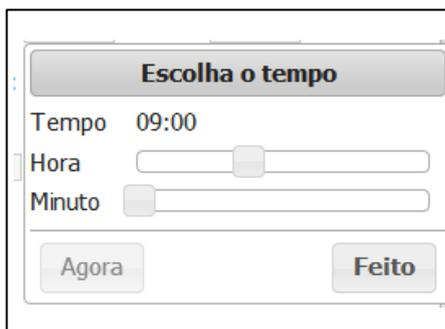 Escolha o tempo
Tempo 09:00
Hora
Minuto
Agora Feito